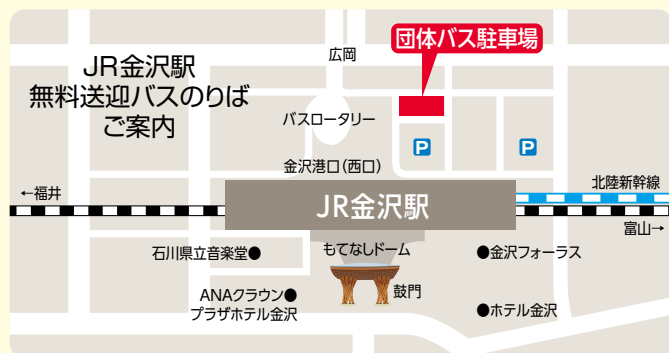 JR金沢駅
無料送迎バスのりば
ご案内
広岡
団体バス駐車場
バスロータリー
P
P
金沢港口(西口)
←福井
北陸新幹線
JR金沢駅
富山→
石川県立音楽堂●
もてなしドーム
●金沢フォーラス
ANAクラウン●
プラザホテル金沢
鼓門
●ホテル金沢